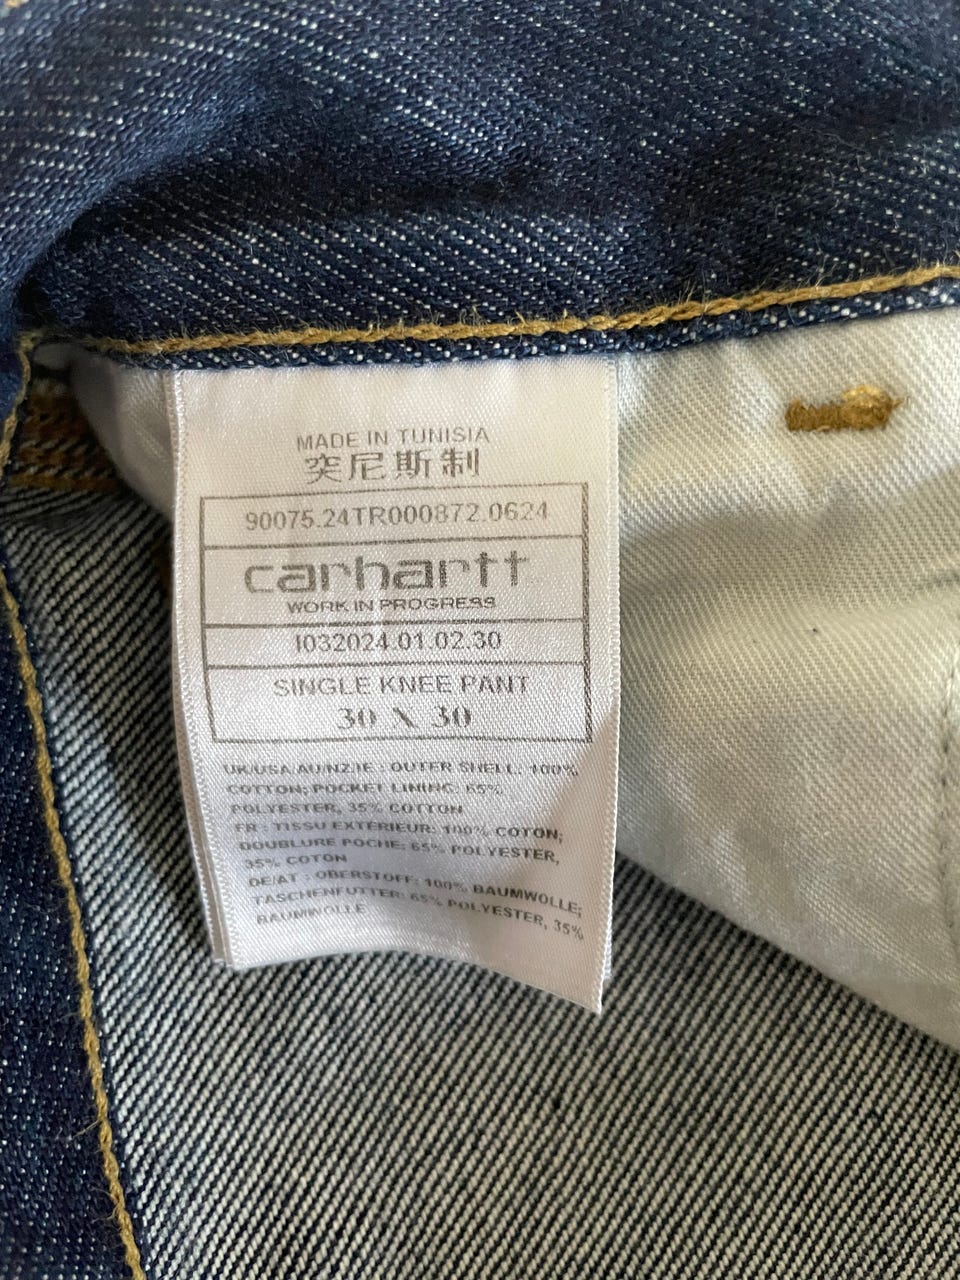 MADE IN TUNISIA
突尼斯制
90075.24TR000872.0624
carhartt
WORK IN PROGRESS
I032024.01.02.30
SINGLE KNEE PANT
30 \ 30
UK/USA/AU/NZ/IE : OUTER SHELL: 100%
COTTON; POCKET LINING: 65%
POLYESTER, 35% COTTON
FR : TISSU EXTÉRIEUR: 100% COTON;
DOUBLURE POCHE: 65% POLYESTER,
35% COTON
DE/AT : OBERSTOFF: 100% BAUMWOLLE;
TASCHENFUTTER: 65% POLYESTER, 35%
BAUMWOLLE